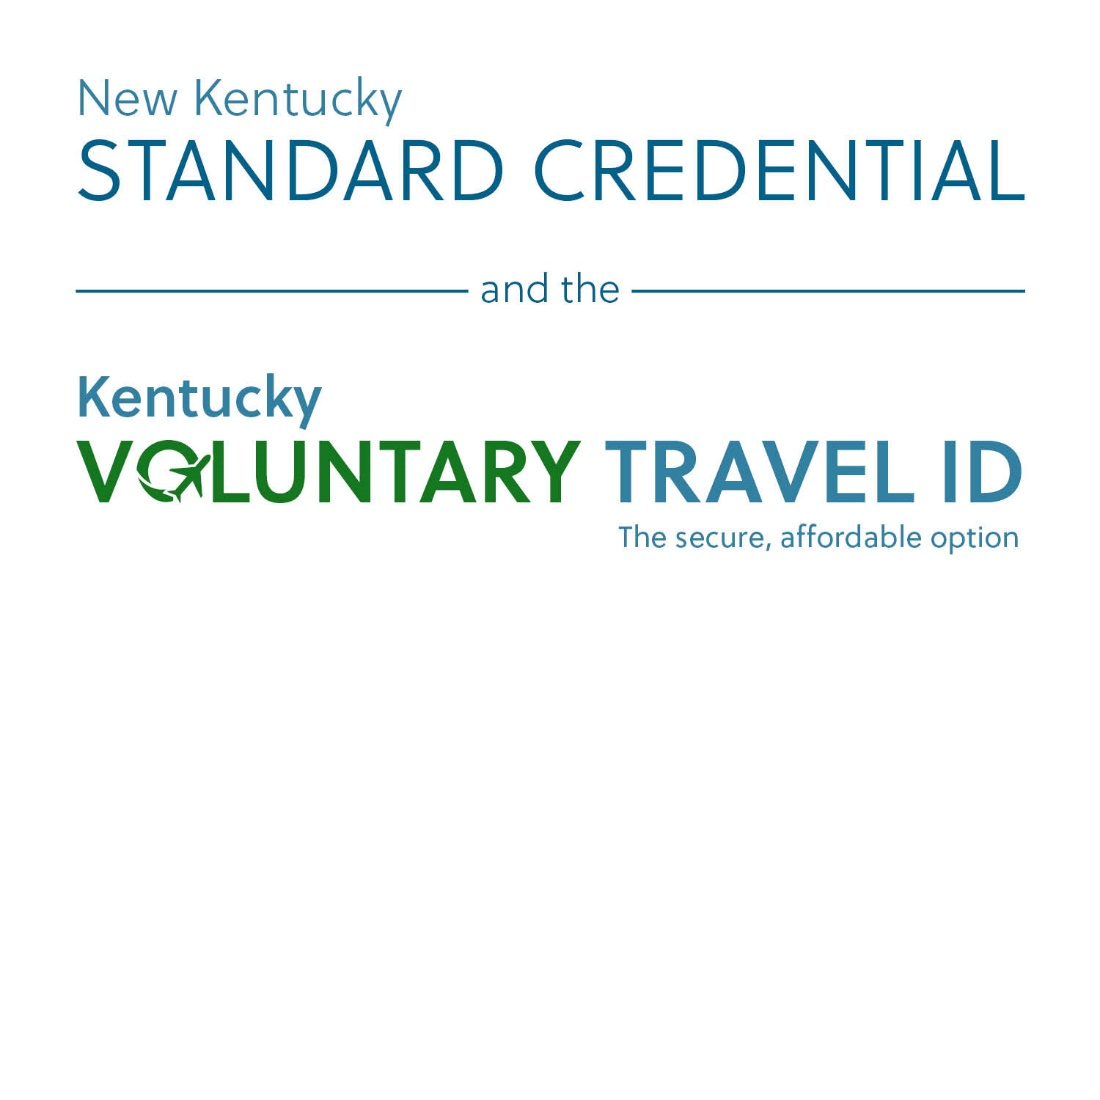 New Kentucky
STANDARD CREDENTIAL
and the
Kentucky
VOLUNTARY TRAVEL ID
The secure, affordable option